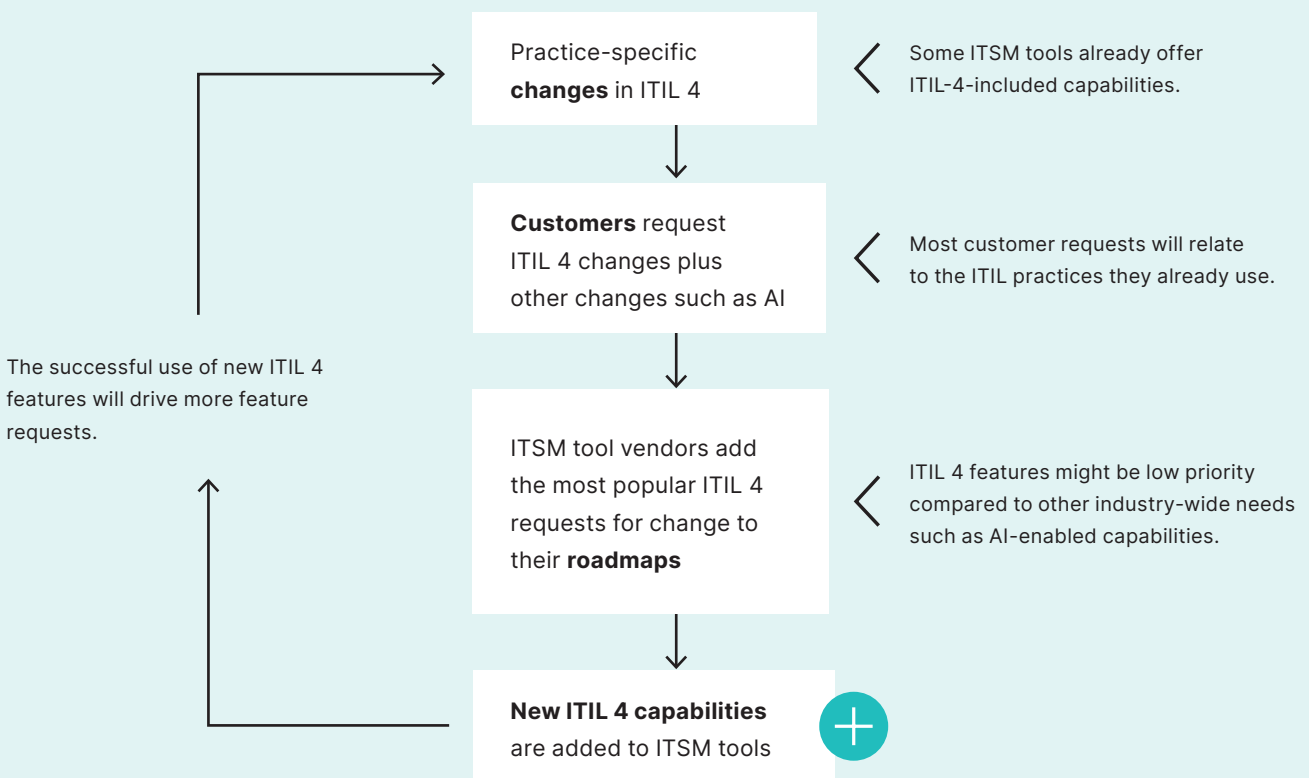 Practice-specific
changes in ITIL 4
Some ITSM tools already offer
ITIL-4-included capabilities.
Customers request
ITIL 4 changes plus
other changes such as AI
Most customer requests will relate
to the ITIL practices they already use.
The successful use of new ITIL 4
features will drive more feature
requests.
ITSM tool vendors add
the most popular ITIL 4
requests for change to
their roadmaps
ITIL 4 features might be low priority
compared to other industry-wide needs
such as AI-enabled capabilities.
New ITIL 4 capabilities
are added to ITSM tools